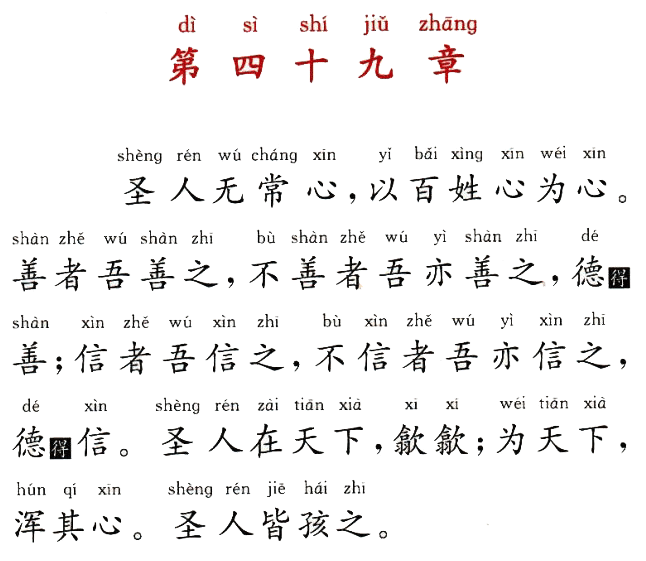 dì sì shí jiǔ zhāng
第四十九章
shèng rén wú cháng xīn yǐ bǎi xìng xīn wéi xīn
圣人无常心，以百姓心为心。
shàn zhě wú shàn zhī bù shàn zhě wú yì shàn zhī dé
善者吾善之，不善者吾亦善之，德得
shàn xìn zhě wú xìn zhī bù xìn zhě wú yì xìn zhī
善；信者吾信之，不信者吾亦信之，
dé xìn shèng rén zài tiān xià xī xī wéi tiān xià
德得信。圣人在天下，歙歙；为天下，
hún qí xīn shèng rén jiē hái zhī
浑其心。圣人皆孩之。